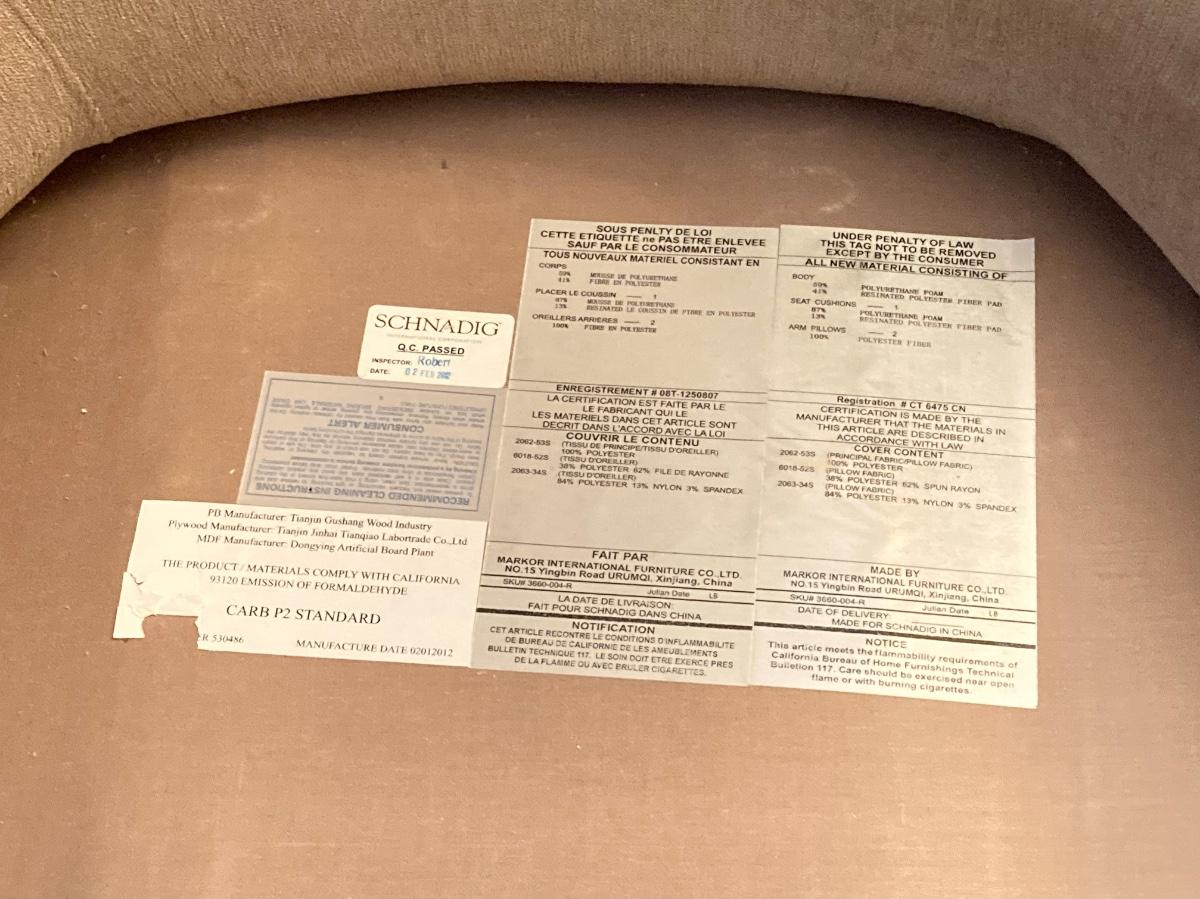 SCHNADIG
INTERNATIONAL CORPORATION
Q.C. PASSED
INSPECTOR: Robert
DATE: 02 FEB
RECOMMENDED CLEANING INSTRUCTIONS
CONSUMER ALERT
PB Manufacturer: Tianjin Gushang Wood Industry
Plywood Manufacturer: Tianjin Jinhai Tianqiao Labortrade Co.,Ltd
MDF Manufacturer: Dongying Artificial Board Plant
THE PRODUCT / MATERIALS COMPLY WITH CALIFORNIA
93120 EMISSION OF FORMALDEHYDE
CARB P2 STANDARD
ER 530486 MANUFACTURE DATE 02012012
SOUS PENLTY DE LOI
CETTE ETIQUETTE ne PAS ETRE ENLEVEE
SAUF PAR LE CONSOMMATEUR
TOUS NOUVEAUX MATERIEL CONSISTANT EN
CORPS
59% MOUSSE DE POLYURETHANE
41% FIBRE EN POLYESTER
PLACER LE COUSSIN —— 1
87% MOUSSE DE POLYURETHANE
13% RESINATED LE COUSSIN DE FIBRE EN POLYESTER
OREILLERS ARRIÈRES —— 2
100% FIBRE EN POLYESTER
ENREGISTREMENT # 08T-1250807
LA CERTIFICATION EST FAITE PAR LE
LE FABRICANT QUI LE
LES MATERIELS DANS CET ARTICLE SONT
DECRIT DANS L'ACCORD AVEC LA LOI
COUVRIR LE CONTENU
2062-53S (TISSU DE PRINCIPE/TISSU D'OREILLER)
100% POLYESTER
6018-52S (TISSU D'OREILLER)
38% POLYESTER 62% FILE DE RAYONNE
2063-34S (TISSU D'OREILLER)
84% POLYESTER 13% NYLON 3% SPANDEX
FAIT PAR
MARKOR INTERNATIONAL FURNITURE CO.,LTD.
NO.15 Yingbin Road URUMQI, Xinjiang, China
SKU# 3660-004-R Julian Date L8
LA DATE DE LIVRAISON:
FAIT POUR SCHNADIG DANS CHINA
NOTIFICATION
CET ARTICLE RECONTRE LE CONDITIONS D'INFLAMMABILITE
DE BUREAU DE CALIFORNIE DE LES AMEUBLEMENTS
BULLETIN TECHNIQUE 117. LE SOIN DOIT ETRE EXERCE PRES
DE LA FLAMME OU AVEC BRULER CIGARETTES.
UNDER PENALTY OF LAW
THIS TAG NOT TO BE REMOVED
EXCEPT BY THE CONSUMER
ALL NEW MATERIAL CONSISTING OF
BODY
59% POLYURETHANE FOAM
41% RESINATED POLYESTER FIBER PAD
SEAT CUSHIONS —— 1
87% POLYURETHANE FOAM
13% RESINATED POLYESTER FIBER PAD
ARM PILLOWS —— 2
100% POLYESTER FIBER
Registration # CT 6475 CN
CERTIFICATION IS MADE BY THE
MANUFACTURER THAT THE MATERIALS IN
THIS ARTICLE ARE DESCRIBED IN
ACCORDANCE WITH LAW
COVER CONTENT
2062-53S (PRINCIPAL FABRIC/PILLOW FABRIC)
100% POLYESTER
6018-52S (PILLOW FABRIC)
38% POLYESTER 62% SPUN RAYON
2063-34S (PILLOW FABRIC)
84% POLYESTER 13% NYLON 3% SPANDEX
MADE BY
MARKOR INTERNATIONAL FURNITURE CO.,LTD.
NO.15 Yingbin Road URUMQI, Xinjiang, China
SKU# 3660-004-R Julian Date L8
DATE OF DELIVERY:
MADE FOR SCHNADIG IN CHINA
NOTICE
This article meets the flammability requirements of
California Bureau of Home Furnishings Technical
Bulletion 117. Care should be exercised near open
flame or with burning cigarettes.